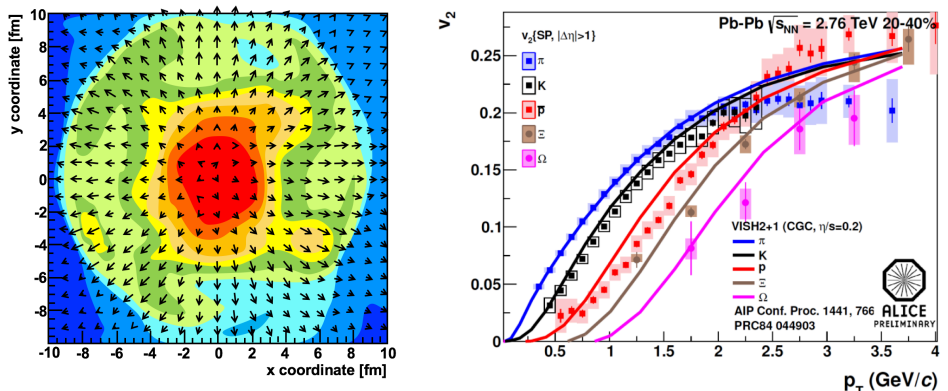 y coordinate [fm]
10
8
6
4
2
0
-2
-4
-6
-8
-10 -8 -6 -4 -2 0 2 4 6 8 10
x coordinate [fm]
v2
Pb-Pb √sNN = 2.76 TeV 20-40%
v2{SP, |Δη|>1}
π
K
p̅
Ξ
Ω
0.25
0.2
0.15
0.1
0.05
0
0.5 1 1.5 2 2.5 3 3.5 4
pT (GeV/c)
VISH2+1 (CGC, η/s=0.2)
π
K
p
Ξ
Ω
AIP Conf. Proc. 1441, 766
PRC84 044903
ALICE
PRELIMINARY